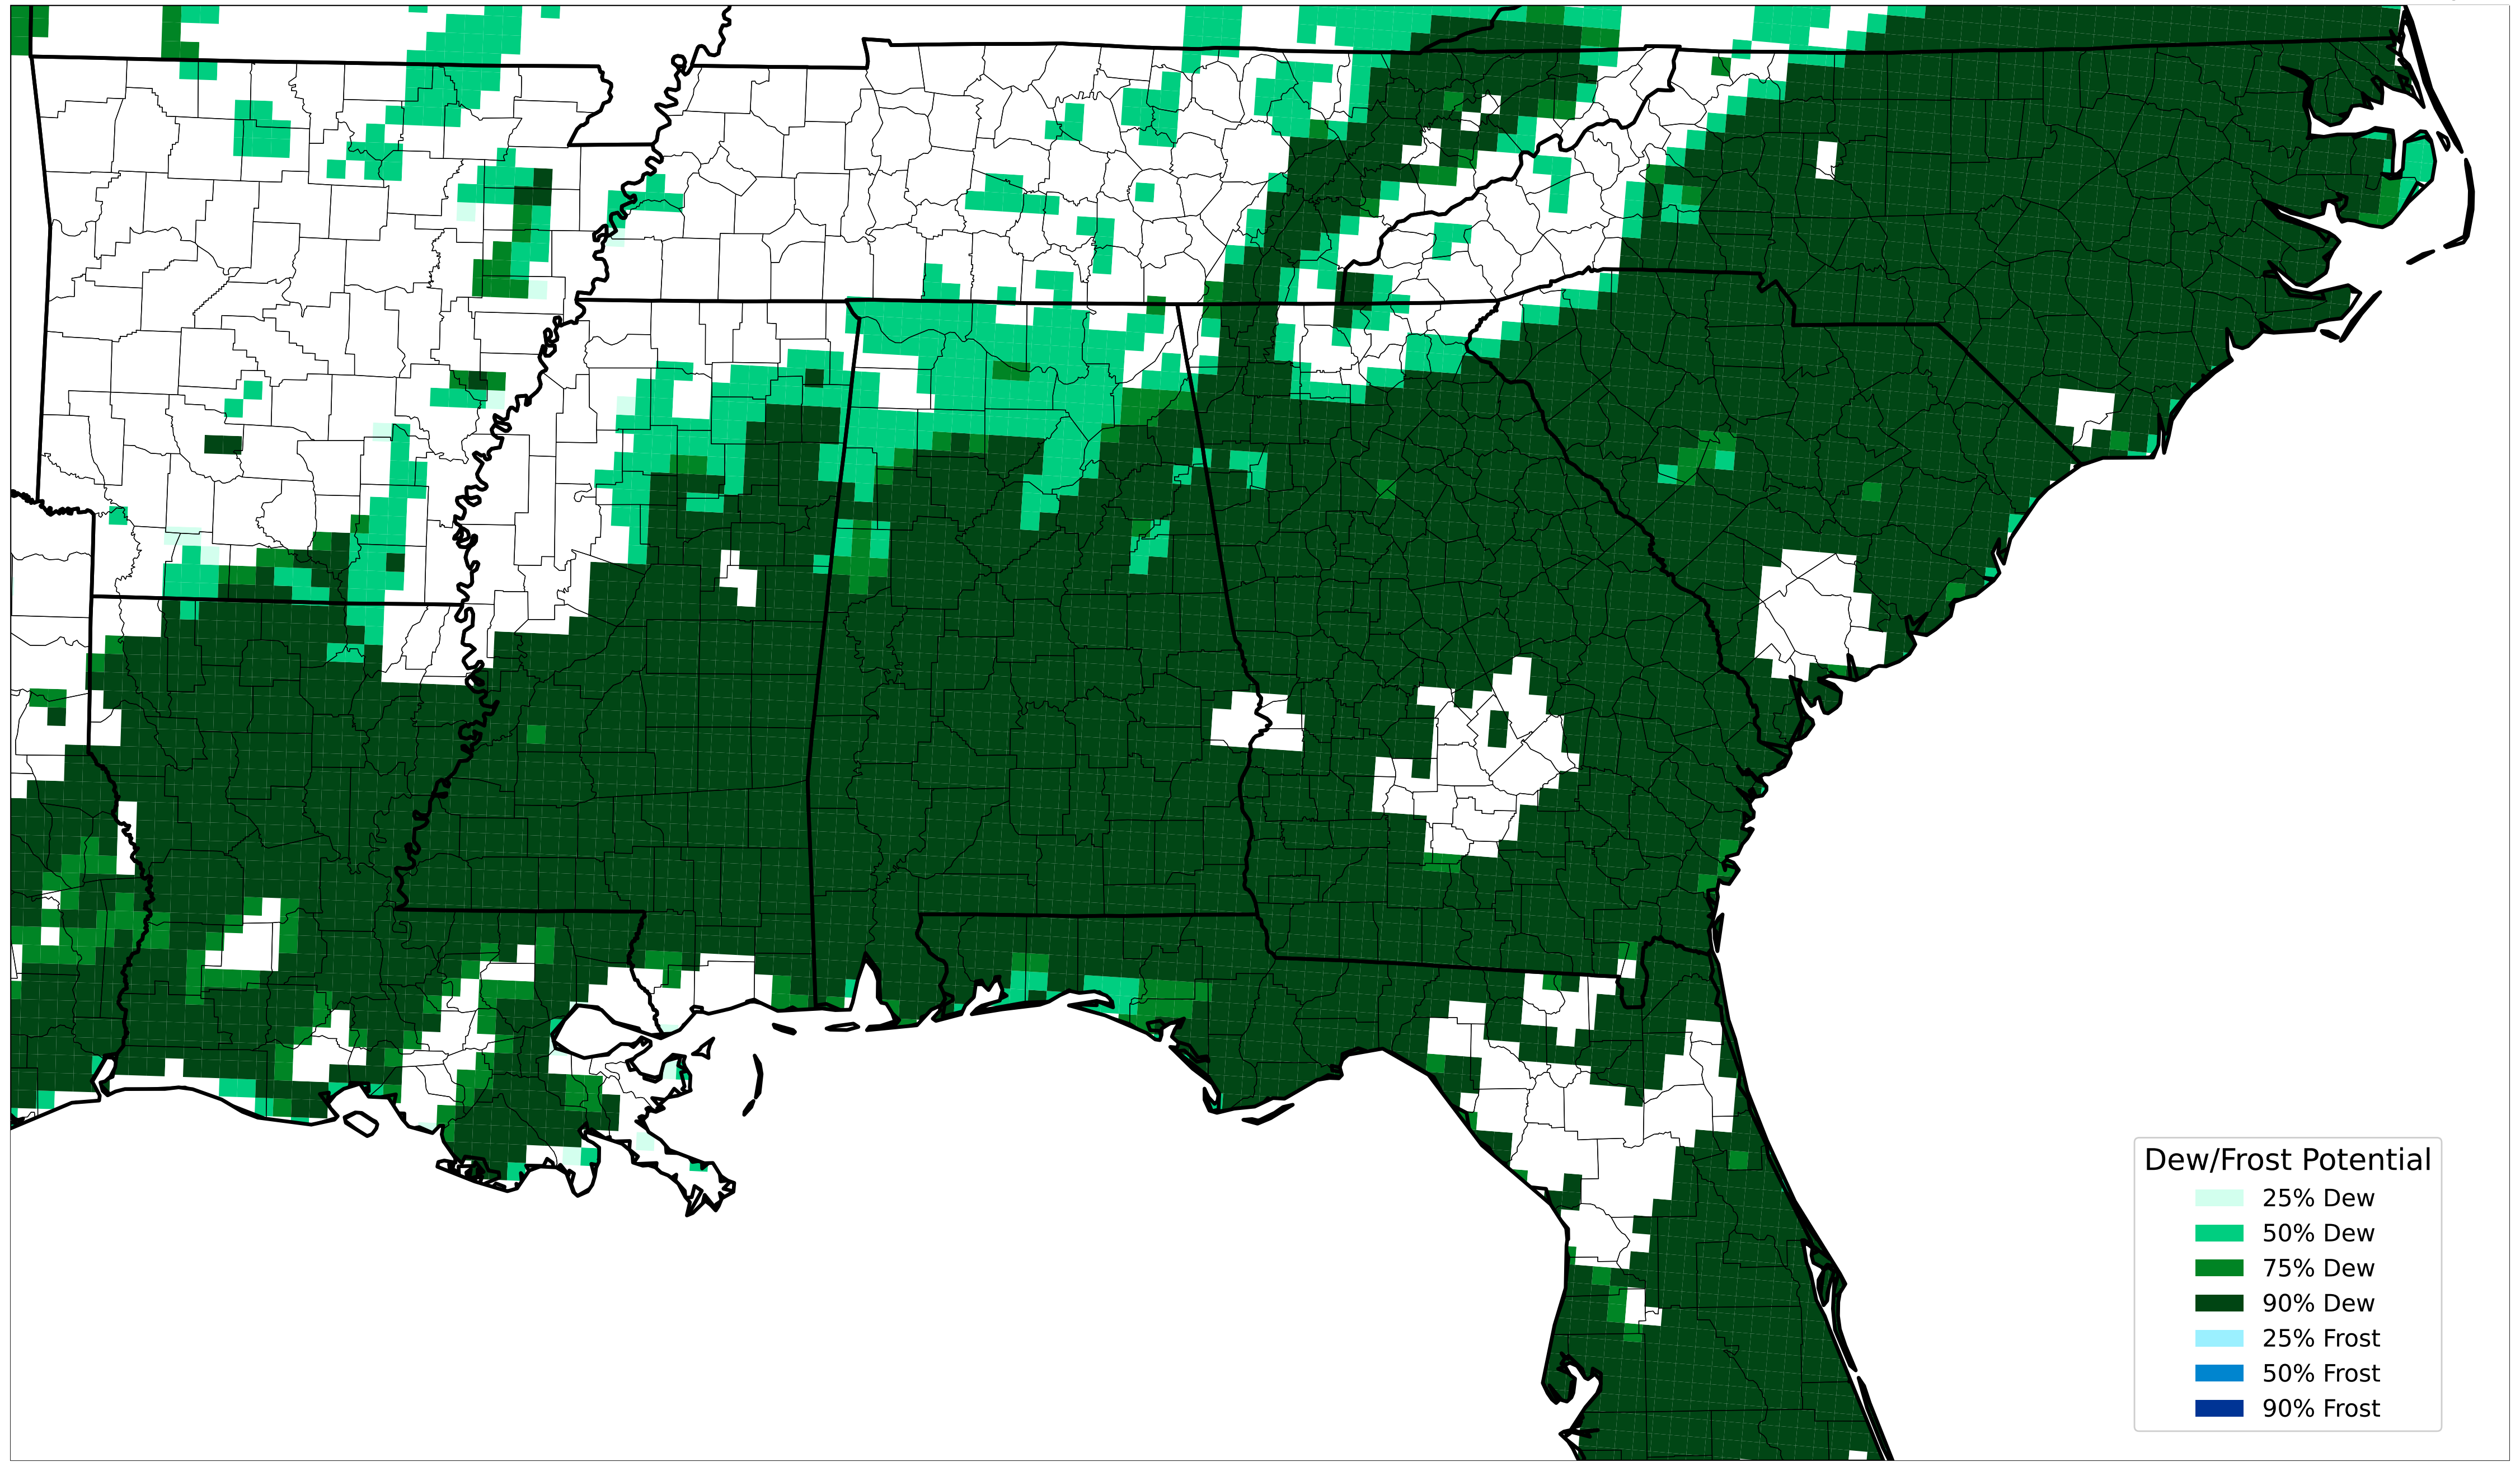 Dew/Frost Potential
25% Dew
50% Dew
75% Dew
90% Dew
25% Frost
50% Frost
90% Frost